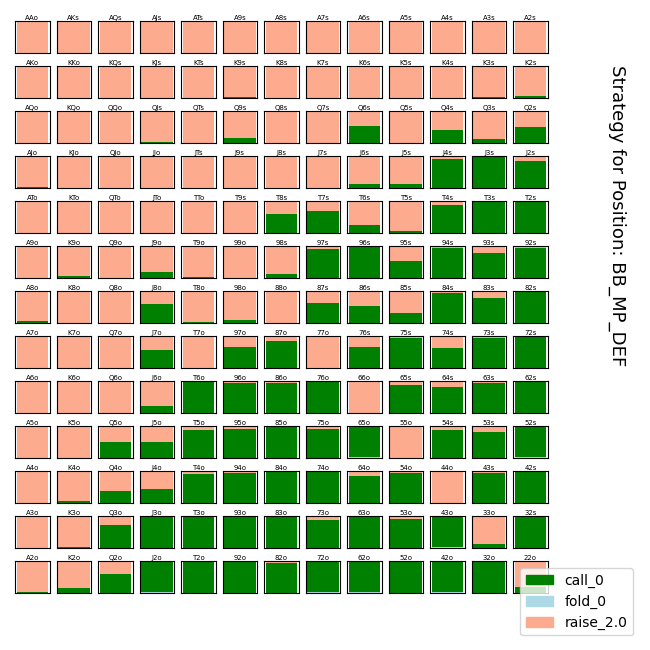 AAo AKs AQs AJs ATs A9s A8s A7s A6s A5s A4s A3s A2s
AKo KKo KQs KJs KTs K9s K8s K7s K6s K5s K4s K3s K2s
AQo KQo QQo QJs QTs Q9s Q8s Q7s Q6s Q5s Q4s Q3s Q2s
AJo KJo QJo JJo JTs J9s J8s J7s J6s J5s J4s J3s J2s
ATo KTo QTo JTo TTo T9s T8s T7s T6s T5s T4s T3s T2s
A9o K9o Q9o J9o T9o 99o 98s 97s 96s 95s 94s 93s 92s
A8o K8o Q8o J8o T8o 98o 88o 87s 86s 85s 84s 83s 82s
A7o K7o Q7o J7o T7o 97o 87o 77o 76s 75s 74s 73s 72s
A6o K6o Q6o J6o T6o 96o 86o 76o 66o 65s 64s 63s 62s
A5o K5o Q5o J5o T5o 95o 85o 75o 65o 55o 54s 53s 52s
A4o K4o Q4o J4o T4o 94o 84o 74o 64o 54o 44o 43s 42s
A3o K3o Q3o J3o T3o 93o 83o 73o 63o 53o 43o 33o 32s
A2o K2o Q2o J2o T2o 92o 82o 72o 62o 52o 42o 32o 22o
Strategy for Position: BB_MP_DEF
call_0
fold_0
raise_2.0